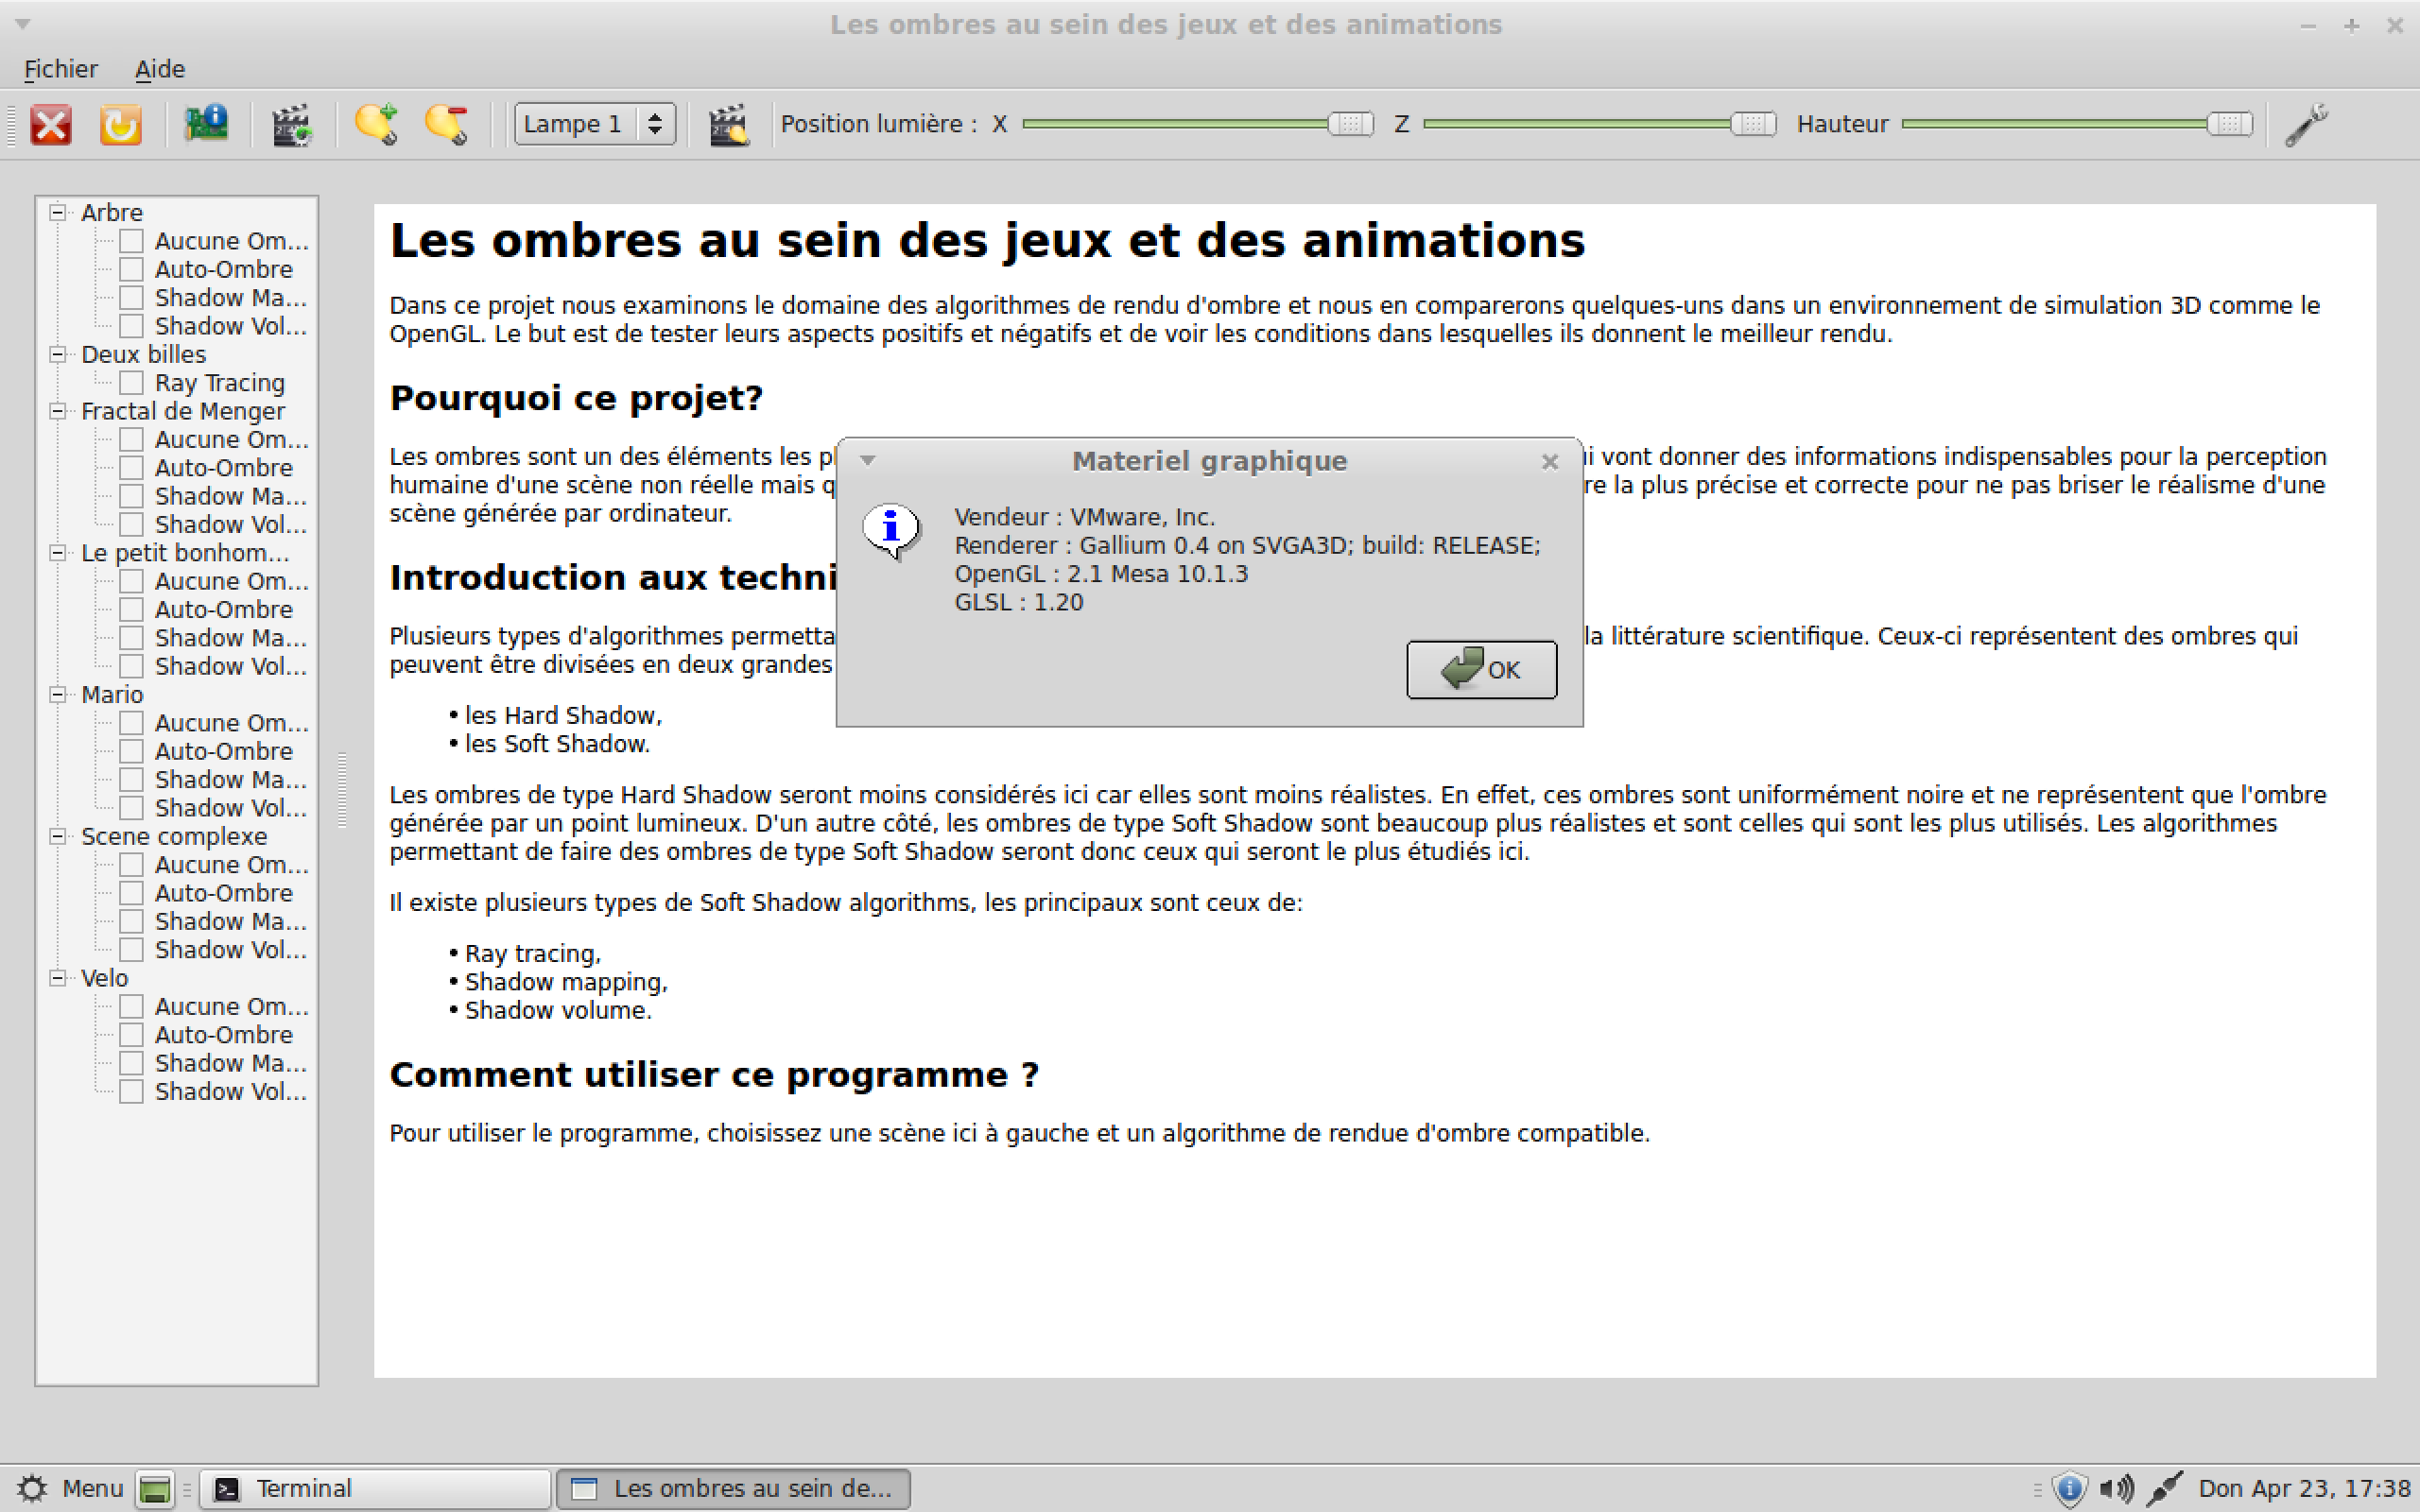 Les ombres au sein des jeux et des animations
Fichier Aide
Lampe 1 Position lumière : X Z Hauteur
Arbre
Aucune Om...
Auto-Ombre
Shadow Ma...
Shadow Vol...
Deux billes
Ray Tracing
Fractal de Menger
Aucune Om...
Auto-Ombre
Shadow Ma...
Shadow Vol...
Le petit bonhom...
Aucune Om...
Auto-Ombre
Shadow Ma...
Shadow Vol...
Mario
Aucune Om...
Auto-Ombre
Shadow Ma...
Shadow Vol...
Scene complexe
Aucune Om...
Auto-Ombre
Shadow Ma...
Shadow Vol...
Velo
Aucune Om...
Auto-Ombre
Shadow Ma...
Shadow Vol...
Les ombres au sein des jeux et des animations
Dans ce projet nous examinons le domaine des algorithmes de rendu d'ombre et nous en comparerons quelques-uns dans un environnement de simulation 3D comme le
OpenGL. Le but est de tester leurs aspects positifs et négatifs et de voir les conditions dans lesquelles ils donnent le meilleur rendu.
Pourquoi ce projet?
Les ombres sont un des éléments les vont donner des informations indispensables pour la perception
humaine d'une scène non réelle mais la plus précise et correcte pour ne pas briser le réalisme d'une
scène générée par ordinateur.
Introduction aux
Plusieurs types d'algorithmes la littérature scientifique. Ceux-ci représentent des ombres qui
peuvent être divisées en deux grandes
• les Hard Shadow,
• les Soft Shadow.
Les ombres de type Hard Shadow seront moins considérés ici car elles sont moins réalistes. En effet, ces ombres sont uniformément noire et ne représentent que l'ombre
générée par un point lumineux. D'un autre côté, les ombres de type Soft Shadow sont beaucoup plus réalistes et sont celles qui sont les plus utilisés. Les algorithmes
permettant de faire des ombres de type Soft Shadow seront donc ceux qui seront le plus étudiés ici.
Il existe plusieurs types de Soft Shadow algorithms, les principaux sont ceux de:
• Ray tracing,
• Shadow mapping,
• Shadow volume.
Comment utiliser ce programme ?
Pour utiliser le programme, choisissez une scène ici à gauche et un algorithme de rendue d'ombre compatible.
Materiel graphique
Vendeur : VMware, Inc.
Renderer : Gallium 0.4 on SVGA3D; build: RELEASE;
OpenGL : 2.1 Mesa 10.1.3
GLSL : 1.20
OK
Menu Terminal Les ombres au sein de... Don Apr 23, 17:38